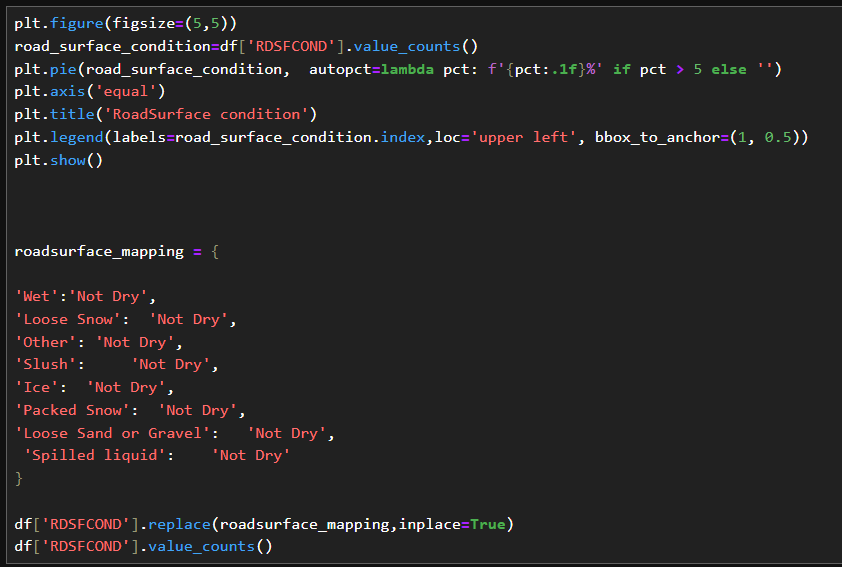 plt.figure(figsize=(5,5))
road_surface_condition=df['RDSFCOND'].value_counts()
plt.pie(road_surface_condition,  autopct=lambda pct: f'{pct:.1f}%' if pct > 5 else '')
plt.axis('equal')
plt.title('RoadSurface condition')
plt.legend(labels=road_surface_condition.index,loc='upper left', bbox_to_anchor=(1, 0.5))
plt.show()
roadsurface_mapping = {
'Wet':'Not Dry',
'Loose Snow':  'Not Dry',
'Other': 'Not Dry',
'Slush':     'Not Dry',
'Ice':  'Not Dry',
'Packed Snow':  'Not Dry',
'Loose Sand or Gravel':   'Not Dry',
 'Spilled liquid':    'Not Dry'
}
df['RDSFCOND'].replace(roadsurface_mapping,inplace=True)
df['RDSFCOND'].value_counts()